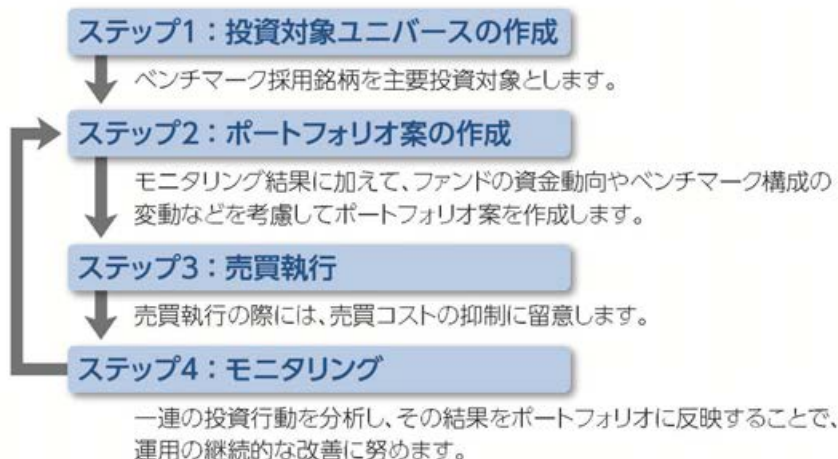 ステップ1：投資対象ユニバースの作成
ベンチマーク採用銘柄を主要投資対象とします。
ステップ2：ポートフォリオ案の作成
モニタリング結果に加えて、ファンドの資金動向やベンチマーク構成の
変動などを考慮してポートフォリオ案を作成します。
ステップ3：売買執行
売買執行の際には、売買コストの抑制に留意します。
ステップ4：モニタリング
一連の投資行動を分析し、その結果をポートフォリオに反映することで、
運用の継続的な改善に努めます。